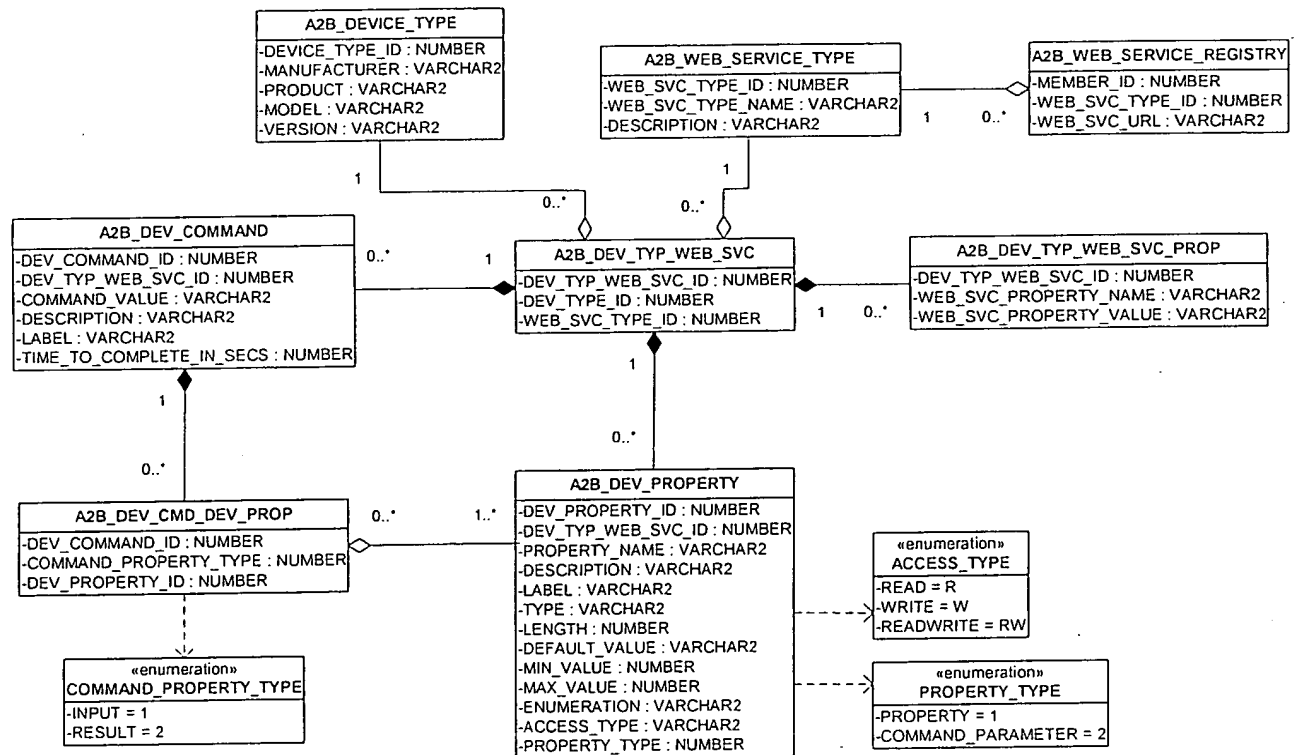 A2B_DEVICE_TYPE
-DEVICE_TYPE_ID : NUMBER
-MANUFACTURER : VARCHAR2
-PRODUCT : VARCHAR2
-MODEL : VARCHAR2
-VERSION : VARCHAR2
A2B_WEB_SERVICE_TYPE
-WEB_SVC_TYPE_ID : NUMBER
-WEB_SVC_TYPE_NAME : VARCHAR2
-DESCRIPTION : VARCHAR2
A2B_WEB_SERVICE_REGISTRY
-MEMBER_ID : NUMBER
-WEB_SVC_TYPE_ID : NUMBER
-WEB_SVC_URL : VARCHAR2
1
0..*
1
0..*
1
0..*
A2B_DEV_COMMAND
-DEV_COMMAND_ID : NUMBER
-DEV_TYP_WEB_SVC_ID : NUMBER
-COMMAND_VALUE : VARCHAR2
-DESCRIPTION : VARCHAR2
-LABEL : VARCHAR2
-TIME_TO_COMPLETE_IN_SECS : NUMBER
0..*
1
A2B_DEV_TYP_WEB_SVC
-DEV_TYP_WEB_SVC_ID : NUMBER
-DEV_TYPE_ID : NUMBER
-WEB_SVC_TYPE_ID : NUMBER
1
0..*
A2B_DEV_TYP_WEB_SVC_PROP
-DEV_TYP_WEB_SVC_ID : NUMBER
-WEB_SVC_PROPERTY_NAME : VARCHAR2
-WEB_SVC_PROPERTY_VALUE : VARCHAR2
1
0..*
1
0..*
A2B_DEV_CMD_DEV_PROP
-DEV_COMMAND_ID : NUMBER
-COMMAND_PROPERTY_TYPE : NUMBER
-DEV_PROPERTY_ID : NUMBER
0..*
1..*
A2B_DEV_PROPERTY
-DEV_PROPERTY_ID : NUMBER
-DEV_TYP_WEB_SVC_ID : NUMBER
-PROPERTY_NAME : VARCHAR2
-DESCRIPTION : VARCHAR2
-LABEL : VARCHAR2
-TYPE : VARCHAR2
-LENGTH : NUMBER
-DEFAULT_VALUE : VARCHAR2
-MIN_VALUE : NUMBER
-MAX_VALUE : NUMBER
-ENUMERATION : VARCHAR2
-ACCESS_TYPE : VARCHAR2
-PROPERTY_TYPE : NUMBER
«enumeration»
ACCESS_TYPE
-READ = R
-WRITE = W
-READWRITE = RW
«enumeration»
COMMAND_PROPERTY_TYPE
-INPUT = 1
-RESULT = 2
«enumeration»
PROPERTY_TYPE
-PROPERTY = 1
-COMMAND_PARAMETER = 2